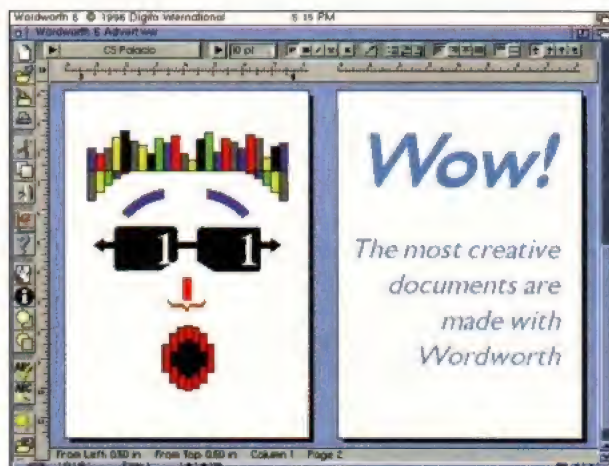 Wordworth 6 © 1996 Digita International 5 15 PM
Wordworth 6 Advert
CS Palacio 10 pt
1 1
Wow!
The most creative
documents are
made with
Wordworth
From Left 0.50 in From Top 0.50 in Column 1 Page 2